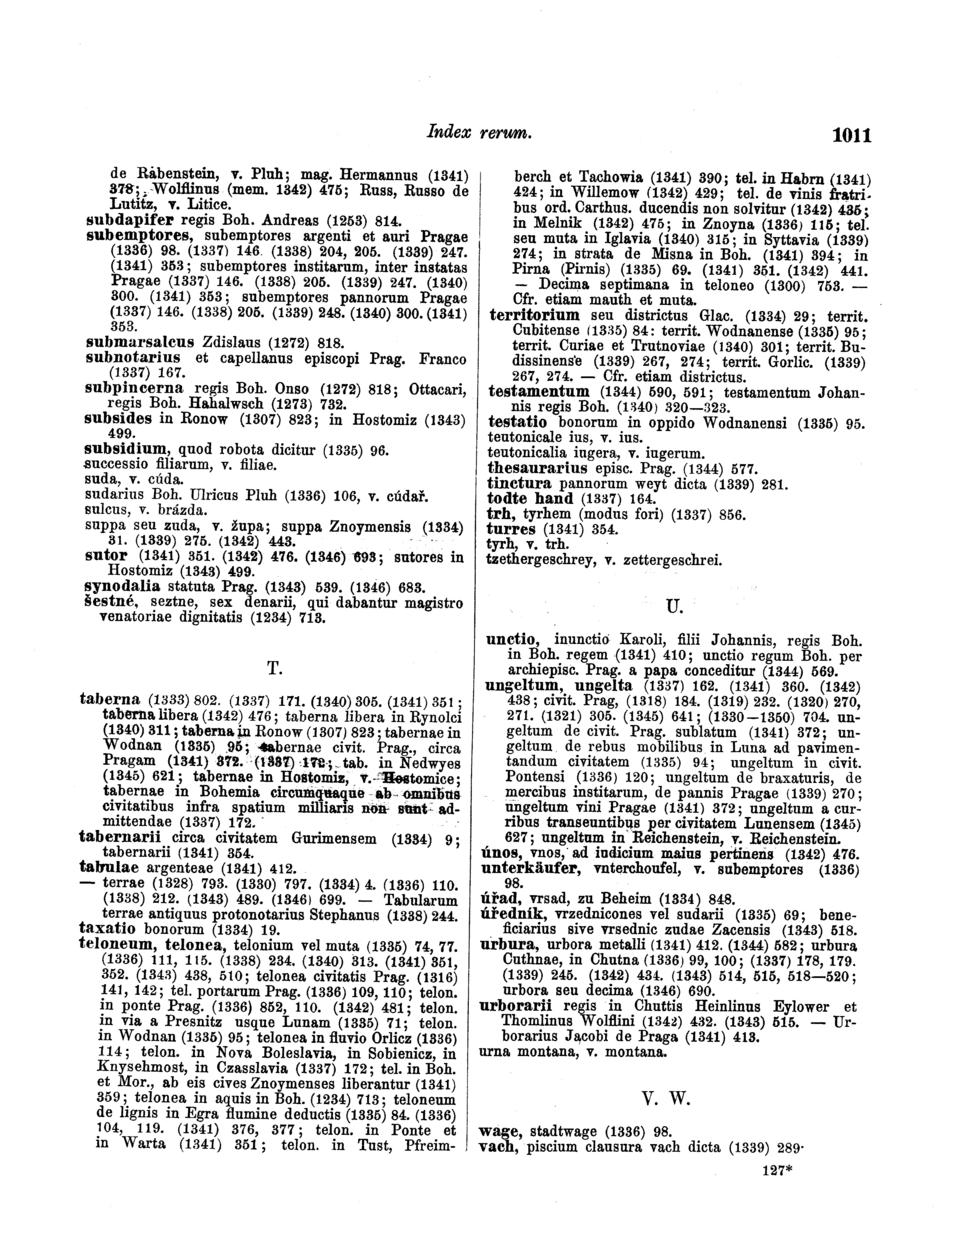 Index rerum.
1011
de Rabenstein, v. Pluh; mag. Hermannus (1341)
378; Wolflinus (mem. 1342) 475; Russ, Russo de
Lutitz, v. Litice.
subdapifer regis Boh. Andreas (1253) 814.
subemptores, subemptores argenti et auri Pragae
(1336) 98. (1337) 146. (1338) 204, 205. (1339) 247.
(1341) 353; subemptores institarum, inter instatas
Pragae (1337) 146. (1338) 205. (1339) 247. (1340)
300. (1341) 353; subemptores pannorum Pragae
(1337) 146. (1338) 205. (1339) 248. (1340) 300. (1341)
353.
submarsalcus Zdislaus (1272) 818.
subnotarius et capellanus episcopi Prag. Franco
(1337) 167.
subpincerna regis Boh. Onso (1272) 818; Ottacari,
regis Boh. Hahalwsch (1273) 732.
subsides in Ronow (1307) 823; in Hostomiz (1343)
499.
subsidium, quod robota dicitur (1335) 96.
successio filiarum, v. filiae.
suda, v. cúda.
sudarius Boh. Ulricus Pluh (1336) 106, v. cúdař.
sulcus, v. brázda.
suppa seu zuda, v. župa; suppa Znoymensis (1334)
31. (1339) 275. (1342) 443.
sutor (1341) 351. (1342) 476. (1346) 693; sutores in
Hostomiz (1343) 499.
synodalia statuta Prag. (1343) 539. (1346) 683.
šestné, seztne, sex denarii, qui dabantur magistro
venatoriae dignitatis (1234) 713.
T.
taberna (1333) 802. (1337) 171. (1340) 305. (1341) 351;
taberna libera (1342) 476; taberna libera in Rynolci
(1340) 311; taberna in Ronow (1307) 823; tabernae in
Wodnan (1335) 95; tabernae civit. Prag., circa
Pragam (1341) 372. (1337) 172; tab. in Nedwyes
(1345) 621; tabernae in Hostomiz, v. Hostomice;
tabernae in Bohemia circumquaque ab omnibus
civitatibus infra spatium milliaris non sunt ad-
mittendae (1337) 172.
tabernarii circa civitatem Gurimensem (1334) 9;
tabernarii (1341) 354.
tabulae argenteae (1341) 412.
— terrae (1328) 793. (1330) 797. (1334) 4. (1336) 110.
(1338) 212. (1343) 489. (1346) 699. — Tabularum
terrae antiquus protonotarius Stephanus (1338) 244.
taxatio bonorum (1334) 19.
teloneum, telonea, telonium vel muta (1335) 74, 77.
(1336) 111, 115. (1338) 234. (1340) 313. (1341) 351,
352. (1343) 438, 510; telonea civitatis Prag. (1316)
141, 142; tel. portarum Prag. (1336) 109, 110; telon.
in ponte Prag. (1336) 852, 110. (1342) 481; telon.
in via a Presnitz usque Lunam (1335) 71; telon.
in Wodnan (1335) 95; telonea in fluvio Orlicz (1336)
114; telon. in Nova Boleslavia, in Sobienicz, in
Knysehmost, in Czasslavia (1337) 172; tel. in Boh.
et Mor., ab eis cives Znoymenses liberantur (1341)
359; telonea in aquis in Boh. (1234) 713; teloneum
de lignis in Egra flumine deductis (1335) 84. (1336)
104, 119. (1341) 376, 377; telon. in Ponte et
in Warta (1341) 351; telon. in Tust, Pfreim-
berch et Tachowia (1341) 390; tel. in Habrn (1341)
424; in Willemow (1342) 429; tel. de vinis fratri-
bus ord. Carthus. ducendis non solvitur (1342) 435;
in Melnik (1342) 475; in Znoyna (1336) 115; tel.
seu muta in Iglavia (1340) 315; in Syttavia (1339)
274; in strata de Misna in Boh. (1341) 394; in
Pirna (Pirnis) (1335) 69. (1341) 351. (1342) 441.
— Decima septimana in teloneo (1300) 753. —
Cfr. etiam mauth et muta.
territorium seu districtus Glac. (1334) 29; territ.
Cubitense (1335) 84: territ. Wodnanense (1335) 95;
territ. Curiae et Trutnoviae (1340) 301; territ. Bu-
dissinense (1339) 267, 274; territ. Gorlic. (1339)
267, 274. — Cfr. etiam districtus.
testamentum (1344) 590, 591; testamentum Johan-
nis regis Boh. (1340) 320—323.
testatio bonorum in oppido Wodnanensi (1335) 95.
teutonicale ius, v. ius.
teutonicalia iugera, v. iugerum.
thesaurarius episc. Prag. (1344) 577.
tinctura pannorum weyt dicta (1339) 281.
todte hand (1337) 164.
trh, tyrhem (modus fori) (1337) 856.
turres (1341) 354.
tyrh, v. trh.
tzethergeschrey, v. zettergeschrei.
U.
unctio, inunctio Karoli, filii Johannis, regis Boh.
in Boh. regem (1341) 410; unctio regum Boh. per
archiepisc. Prag. a papa conceditur (1344) 569.
ungeltum, ungelta (1337) 162. (1341) 360. (1342)
438; civit. Prag, (1318) 184. (1319) 232. (1320) 270,
271. (1321) 305. (1345) 641; (1330—1350) 704. un-
geltum de civit. Prag. sublatum (1341) 372; un-
geltum de rebus mobilibus in Luna ad pavimen-
tandum civitatem (1335) 94; ungeltum in civit.
Pontensi (1336) 120; ungeltum de braxaturis, de
mercibus institarum, de pannis Pragae (1339) 270;
ungeltum vini Pragae (1341) 372; ungeltum a cur-
ribus transeuntibus per civitatem Lunensem (1345)
627; ungeltum in Reichenstein, v. Reichenstein.
únos, vnos, ad iudicium maius pertinens (1342) 476.
unterkäufer, vnterchoufel, v. subemptores (1336)
98.
úřad, vrsad, zu Beheim (1334) 848.
úředník, vrzednicones vel sudarii (1335) 69; bene-
ficiarius sive vrsednic zudae Zacensis (1343) 518.
urbura, urbora metalli (1341) 412. (1344) 582; urbura
Cuthnae, in Chutna (1336) 99, 100; (1337) 178, 179.
(1339) 245. (1342) 434. (1343) 514, 515, 518—520;
urbora seu decima (1346) 690.
urborarii regis in Chuttis Heinlinus Eylower et
Thomlinus Wolflini (1342) 432. (1343) 515. — Ur-
borarius Jacobi de Praga (1341) 413.
urna montana, v. montana.
V. W.
wage, stadtwage (1336) 98.
vach, piscium clausura vach dicta (1339) 289.
127*